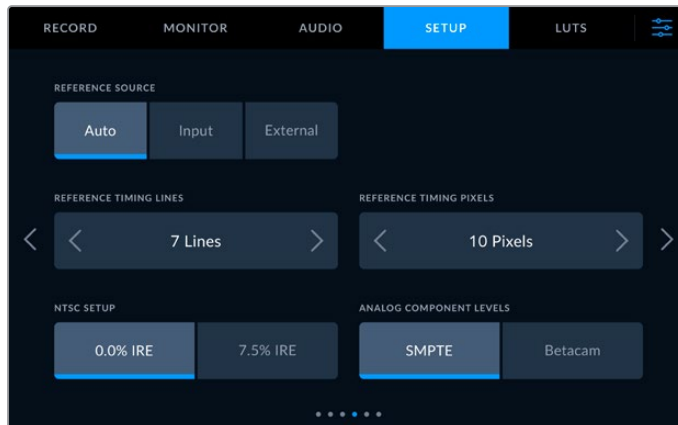 RECORD MONITOR AUDIO SETUP LUTS
REFERENCE SOURCE
Auto Input External
REFERENCE TIMING LINES REFERENCE TIMING PIXELS
7 Lines 10 Pixels
NTSC SETUP ANALOG COMPONENT LEVELS
0.0% IRE 7.5% IRE SMPTE Betacam